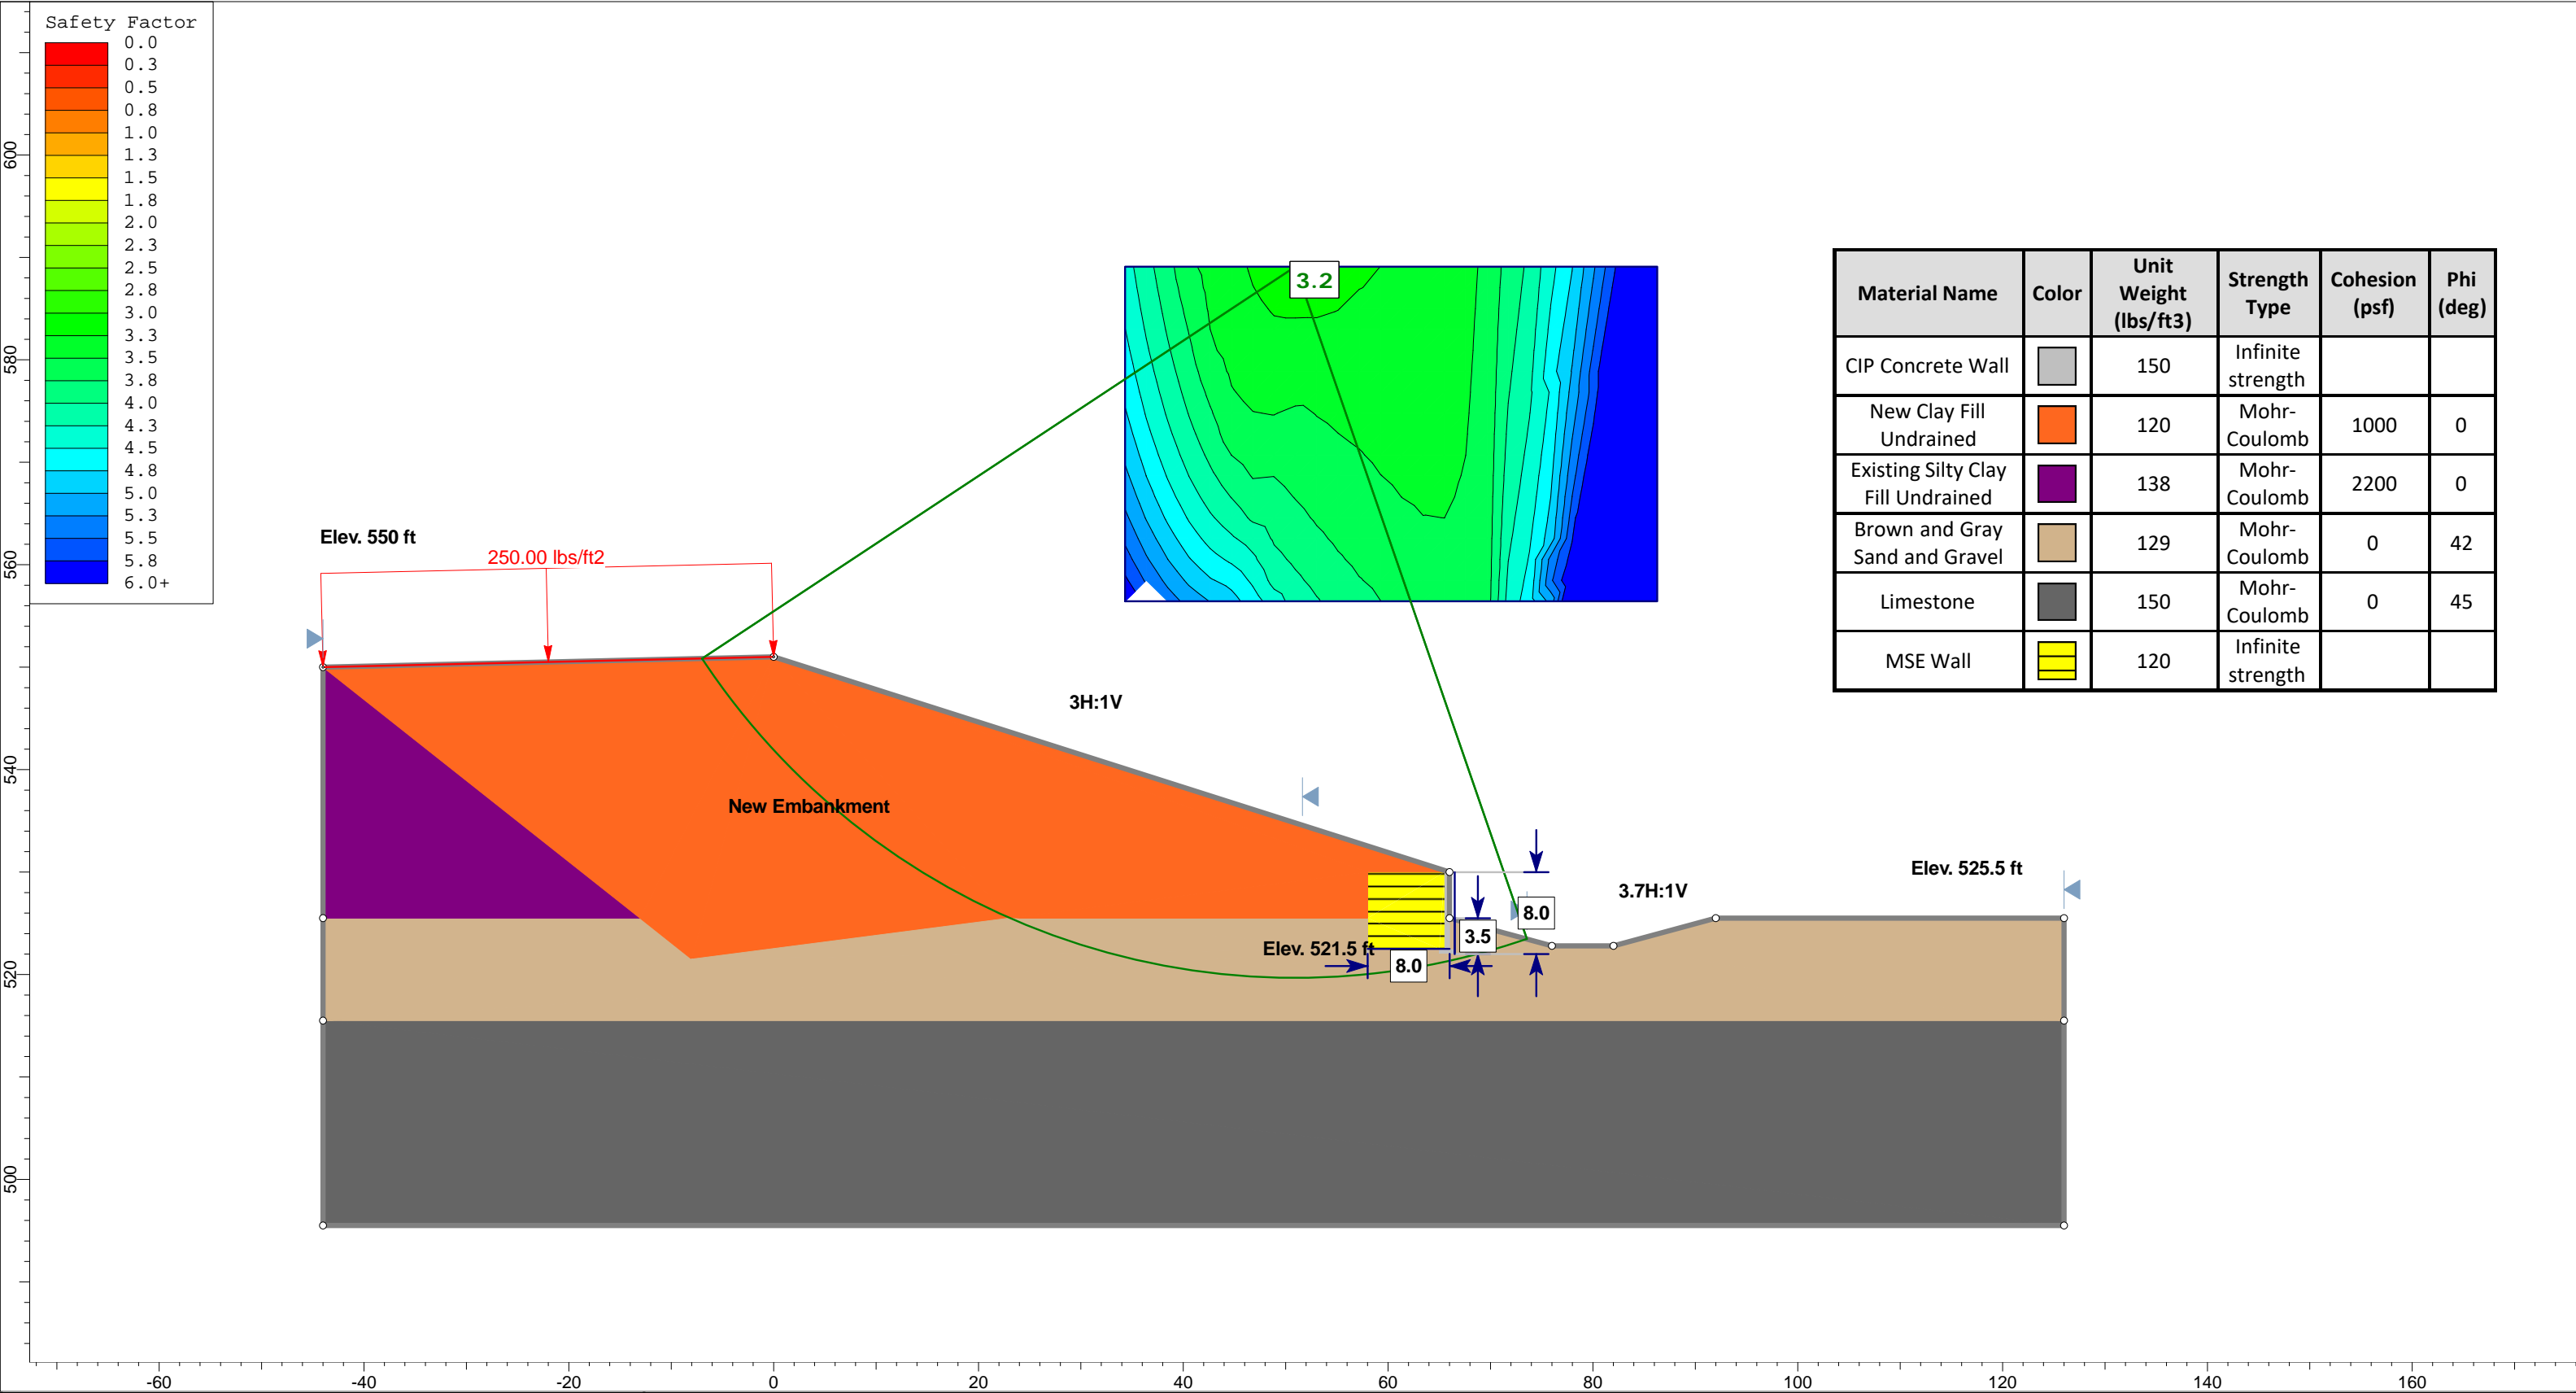 Safety Factor
0.0
0.3
0.5
0.8
1.0
1.3
1.5
1.8
2.0
2.3
2.5
2.8
3.0
3.3
3.5
3.8
4.0
4.3
4.5
4.8
5.0
5.3
5.5
5.8
6.0+
600
580
560
540
520
500
3.2
Elev. 550 ft
250.00 lbs/ft2
3H:1V
New Embankment
Elev. 525.5 ft
3.7H:1V
8.0
3.5
Elev. 521.5 ft
8.0
Material Name Color Unit Weight (lbs/ft3) Strength Type Cohesion (psf) Phi (deg)
CIP Concrete Wall 150 Infinite strength
New Clay Fill Undrained 120 Mohr-Coulomb 1000 0
Existing Silty Clay Fill Undrained 138 Mohr-Coulomb 2200 0
Brown and Gray Sand and Gravel 129 Mohr-Coulomb 0 42
Limestone 150 Mohr-Coulomb 0 45
MSE Wall 120 Infinite strength
-60 -40 -20 0 20 40 60 80 100 120 140 160